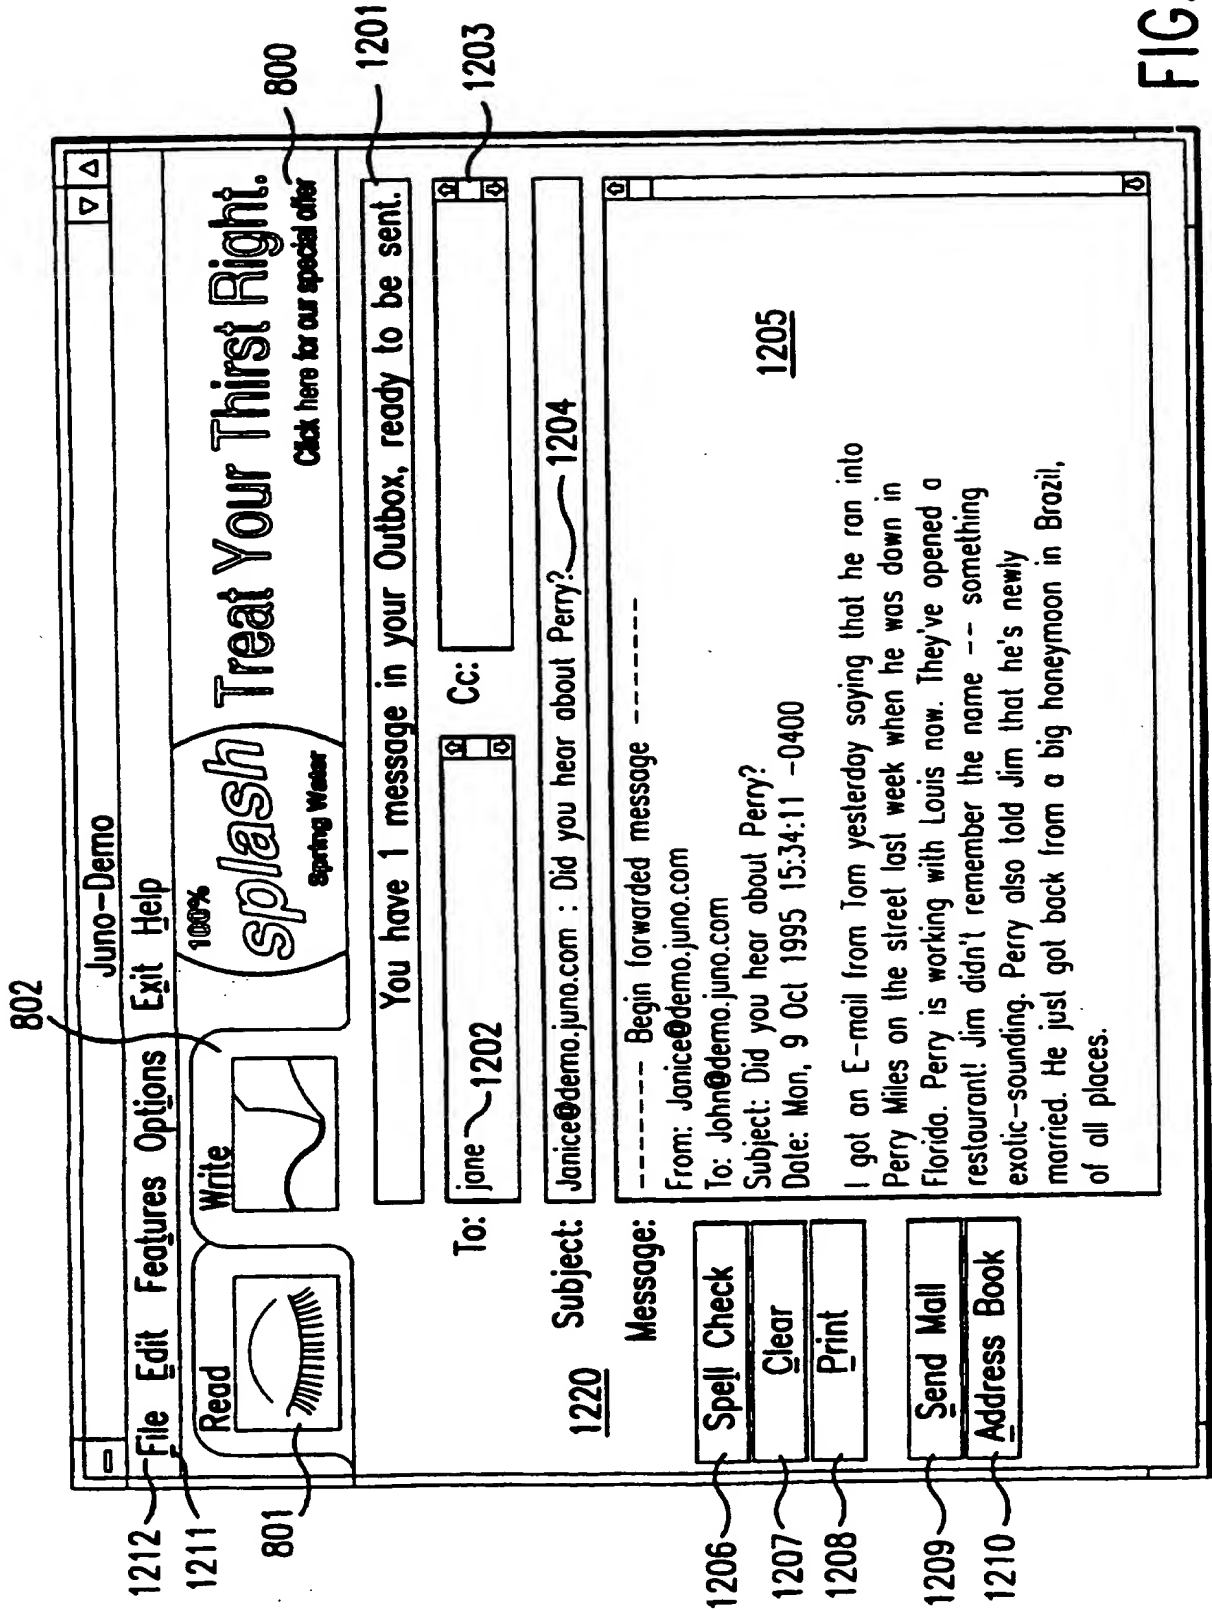 802
Juno-Demo
1212
File Edit Features Options Exit Help
1211
Read
Write
801
100%
splash
Spring Water
Treat Your Thirst Right.
Click here for our special offer
800
You have 1 message in your Outbox, ready to be sent.
1201
To: jane 1202
Cc:
1203
Subject: Janice@demo.juno.com : Did you hear about Perry? 1204
1220
Message:
------- Begin forwarded message -------
From: Janice@demo.juno.com
To: John@demo.juno.com
Subject: Did you hear about Perry?
Date: Mon, 9 Oct 1995 15:34:11 -0400
1205
I got an E-mail from Tom yesterday saying that he ran into
Perry Miles on the street last week when he was down in
Florida. Perry is working with Louis now. They've opened a
restaurant! Jim didn't remember the name -- something
exotic-sounding. Perry also told Jim that he's newly
married. He just got back from a big honeymoon in Brazil,
of all places.
1206 Spell Check
1207 Clear
1208 Print
1209 Send Mail
1210 Address Book
FIG.